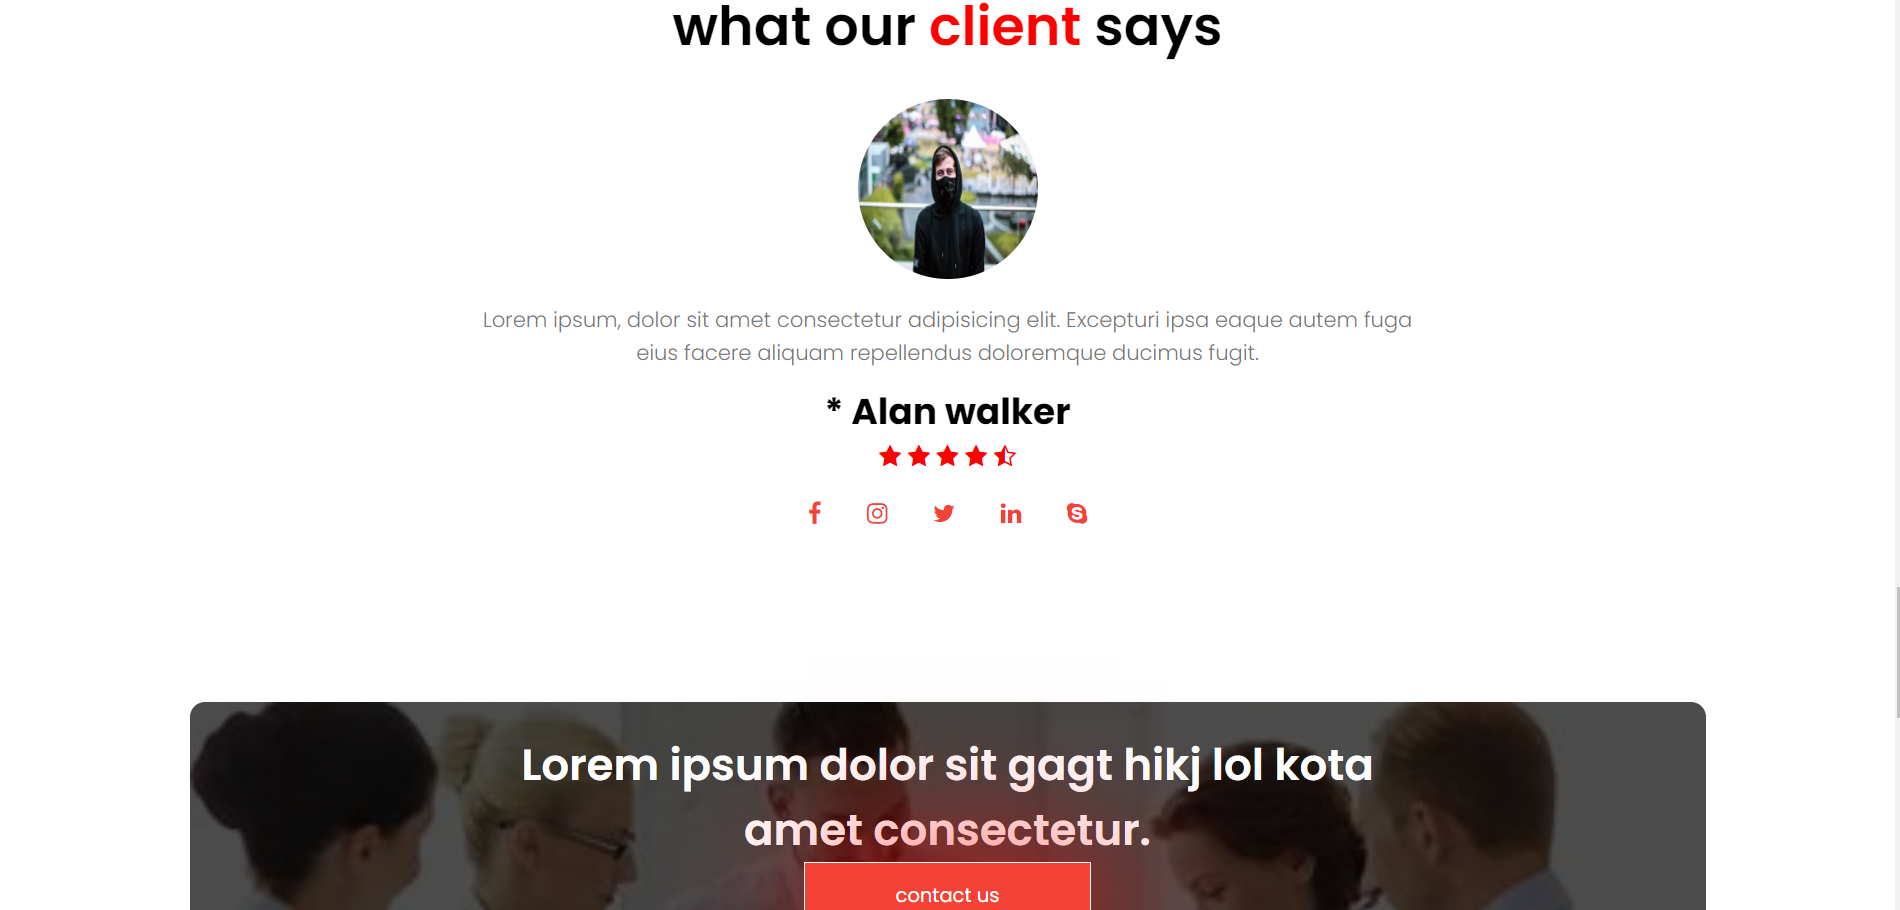 what our client says
Lorem ipsum, dolor sit amet consectetur adipisicing elit. Excepturi ipsa eaque autem fuga
eius facere aliquam repellendus doloremque ducimus fugit.
* Alan walker
Lorem ipsum dolor sit gagt hikj lol kota
amet consectetur.
contact us